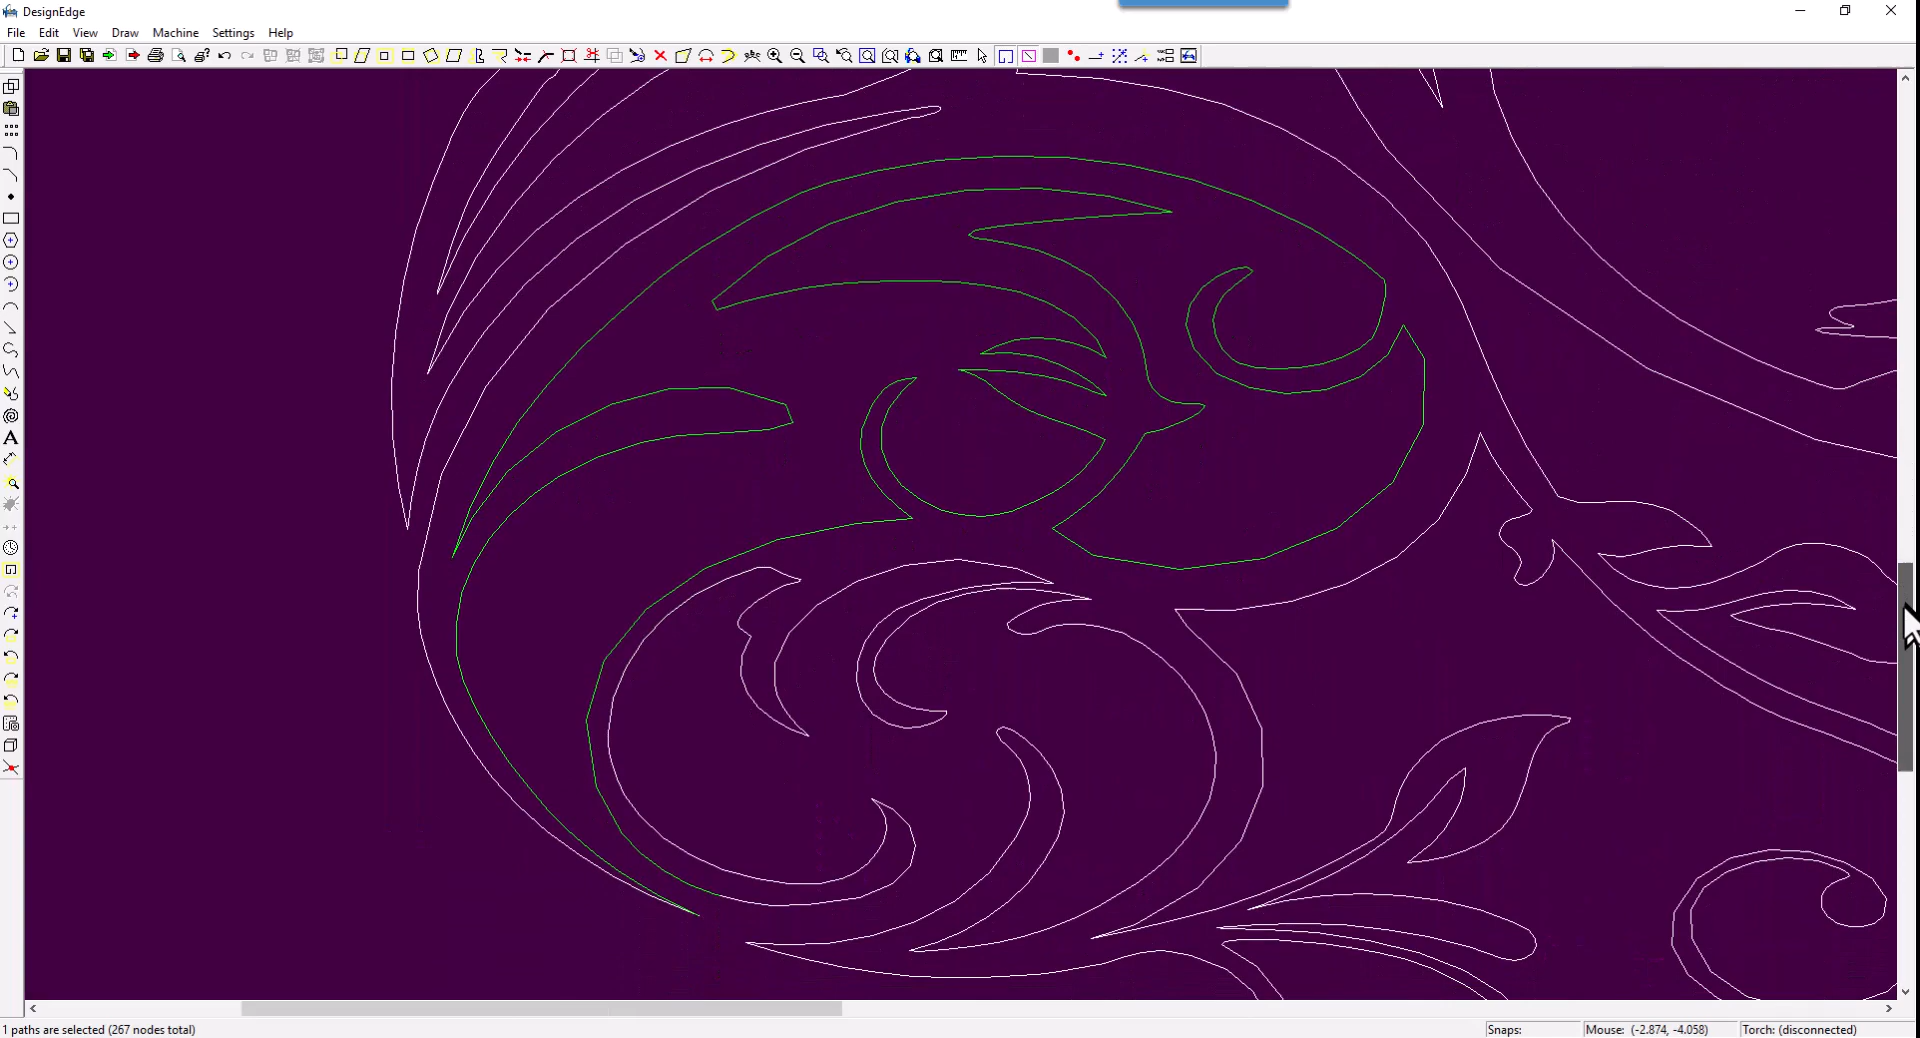 DesignEdge
File Edit View Draw Machine Settings Help
A
1 paths are selected (267 nodes total)
Snaps:
Mouse: (-2.874, -4.058)
Torch: (disconnected)